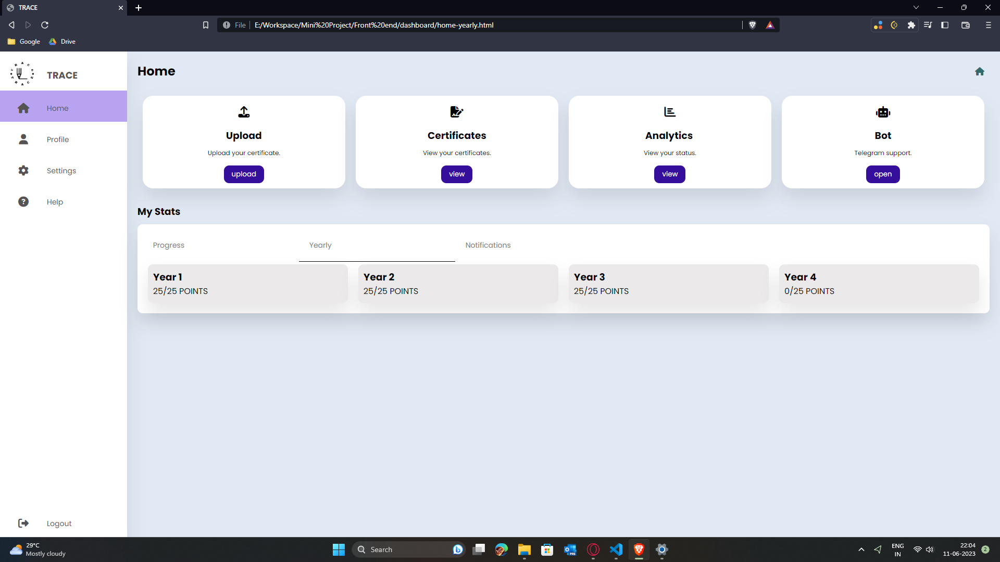 TRACE
File
E:/Workspace/Mini%20Project/Front%20end/dashboard/home-yearly.html
Google
Drive
TRACE
Home
Profile
Settings
Help
Logout
Home
Upload
Upload your certificate.
upload
Certificates
View your certificates.
view
Analytics
View your status.
view
Bot
Telegram support.
open
My Stats
Progress
Yearly
Notifications
Year 1
25/25 POINTS
Year 2
25/25 POINTS
Year 3
25/25 POINTS
Year 4
0/25 POINTS
29°C
Mostly cloudy
Search
PRE
ENG
IN
22:04
11-06-2023
2